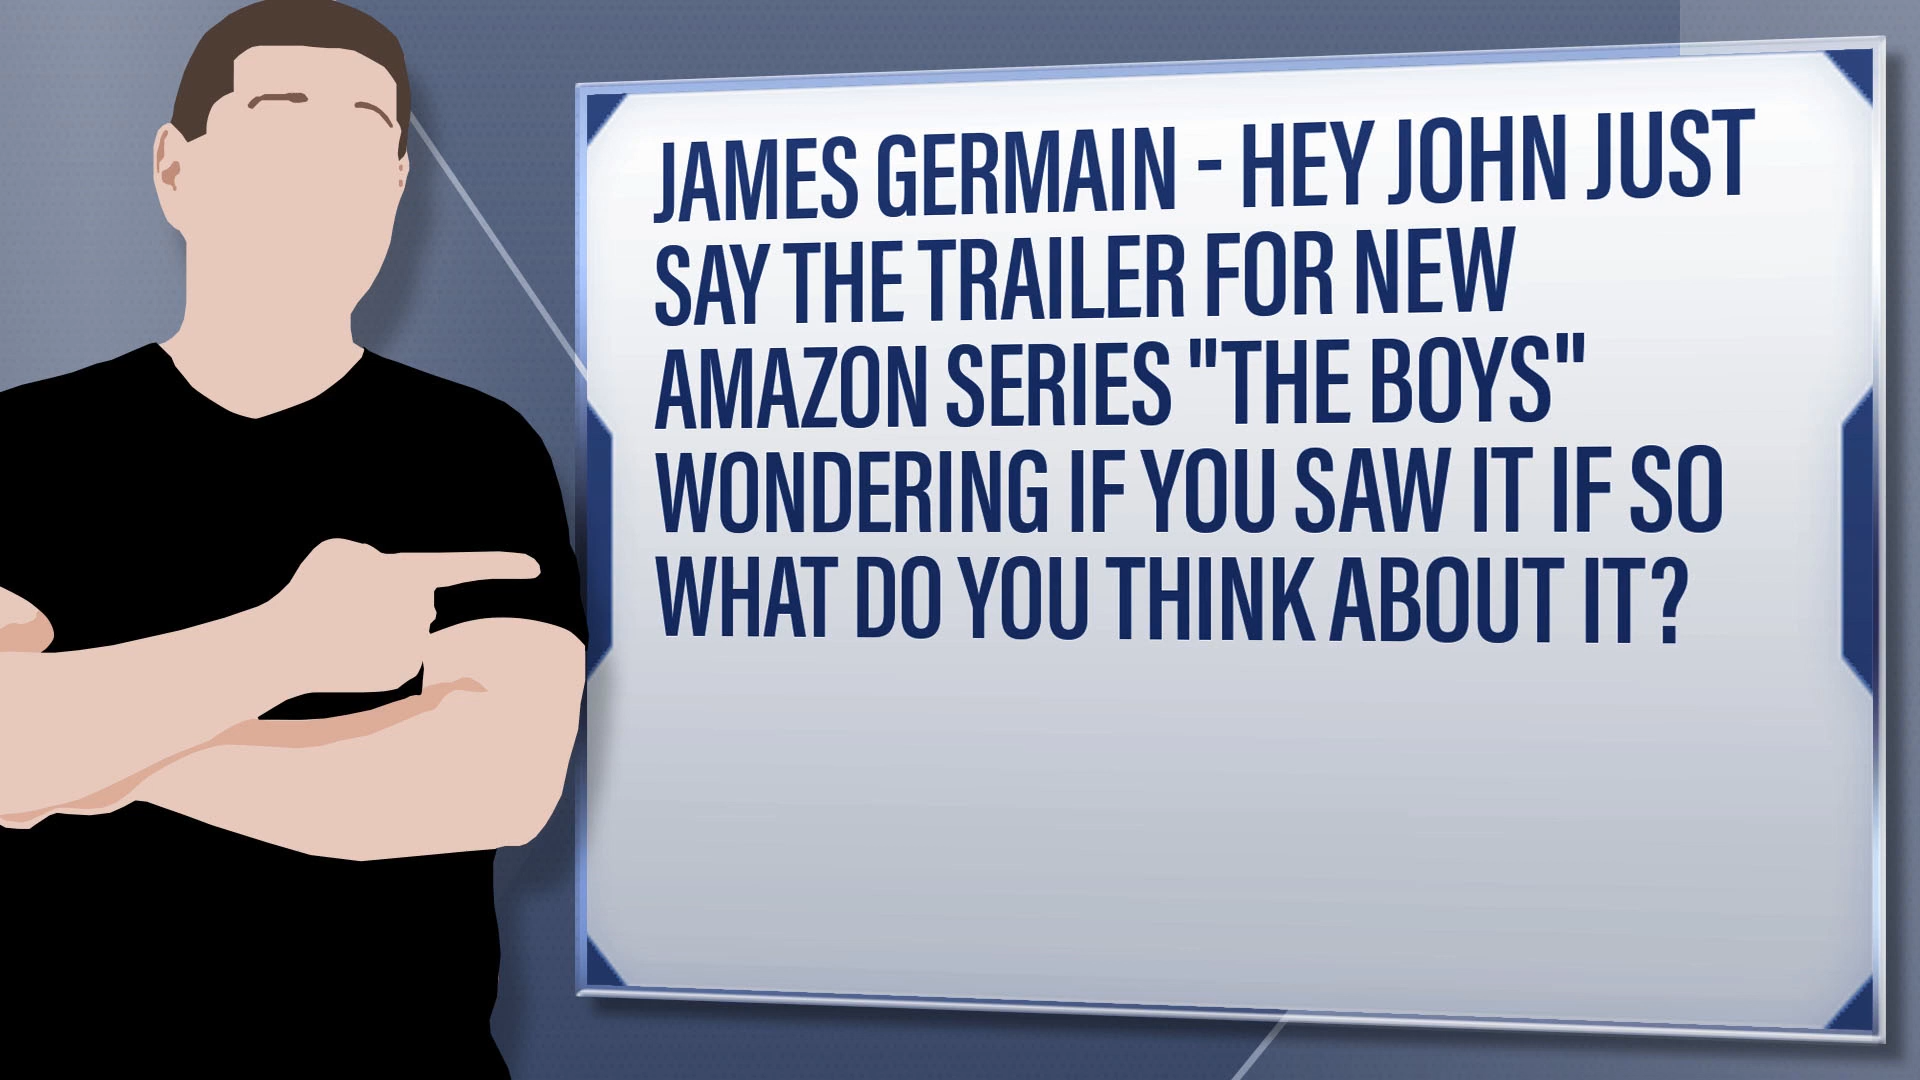 JAMES GERMAIN - HEY JOHN JUST
SAY THE TRAILER FOR NEW
AMAZON SERIES "THE BOYS"
WONDERING IF YOU SAW IT IF SO
WHAT DO YOU THINK ABOUT IT?